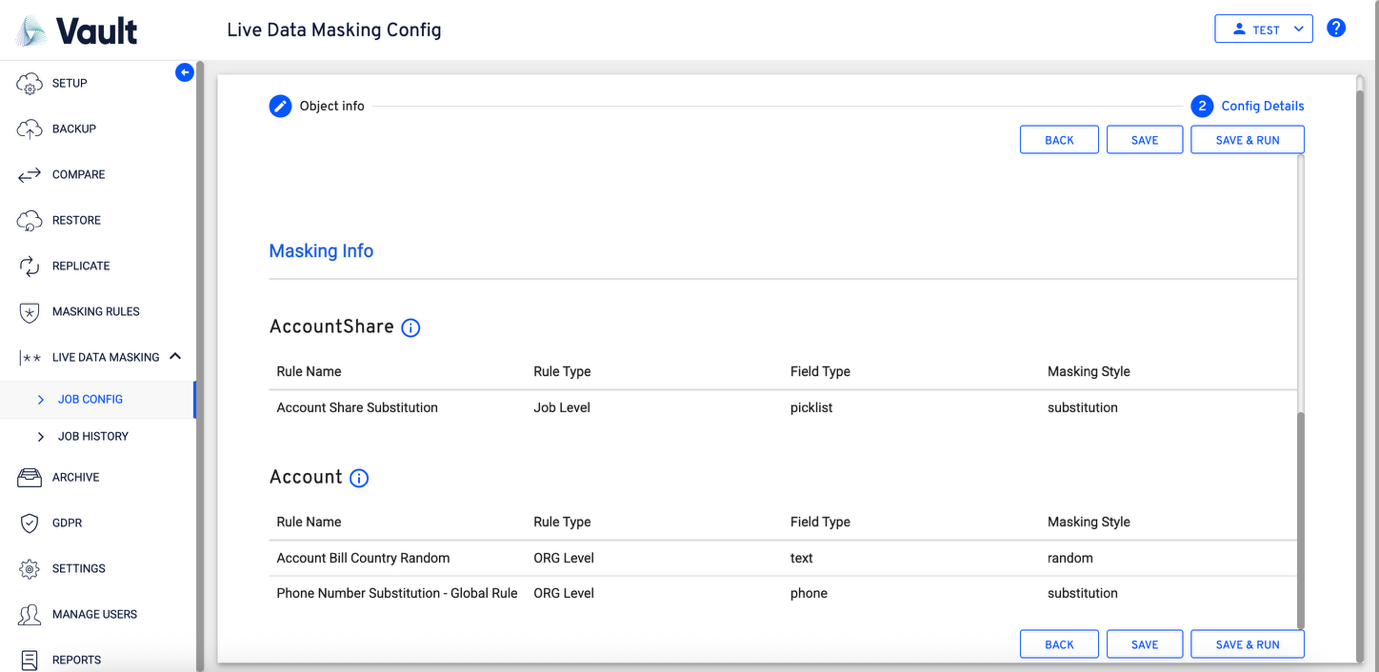 Vault
Live Data Masking Config
TEST
?
SETUP
BACKUP
COMPARE
RESTORE
REPLICATE
MASKING RULES
LIVE DATA MASKING
JOB CONFIG
JOB HISTORY
ARCHIVE
GDPR
SETTINGS
MANAGE USERS
REPORTS
Object info
2 Config Details
BACK SAVE SAVE & RUN
Masking Info
AccountShare i
Rule Name Rule Type Field Type Masking Style
Account Share Substitution Job Level picklist substitution
Account i
Rule Name Rule Type Field Type Masking Style
Account Bill Country Random ORG Level text random
Phone Number Substitution - Global Rule ORG Level phone substitution
BACK SAVE SAVE & RUN